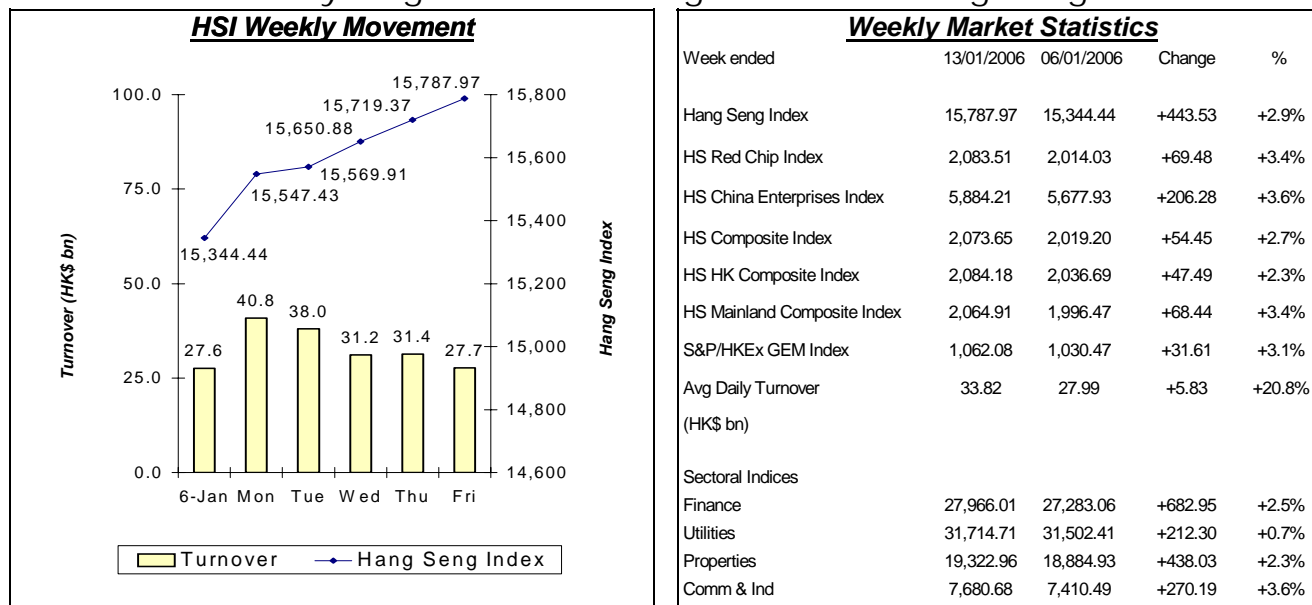 HSI Weekly Movement
15,787.97
100.0
15,719.37
15,800
15,650.88
15,600
15,569.91
75.0
15,547.43
15,400
15,344.44
50.0
15,200
40.8
38.0
31.2
31.4
27.6
27.7
15,000
25.0
14,800
0.0
14,600
6-Jan Mon Tue Wed Thu Fri
Turnover (HK$ bn)
Hang Seng Index
Turnover Hang Seng Index
Weekly Market Statistics
Week ended 13/01/2006 06/01/2006 Change %
Hang Seng Index 15,787.97 15,344.44 +443.53 +2.9%
HS Red Chip Index 2,083.51 2,014.03 +69.48 +3.4%
HS China Enterprises Index 5,884.21 5,677.93 +206.28 +3.6%
HS Composite Index 2,073.65 2,019.20 +54.45 +2.7%
HS HK Composite Index 2,084.18 2,036.69 +47.49 +2.3%
HS Mainland Composite Index 2,064.91 1,996.47 +68.44 +3.4%
S&P/HKEx GEM Index 1,062.08 1,030.47 +31.61 +3.1%
Avg Daily Turnover 33.82 27.99 +5.83 +20.8%
(HK$ bn)
Sectoral Indices
Finance 27,966.01 27,283.06 +682.95 +2.5%
Utilities 31,714.71 31,502.41 +212.30 +0.7%
Properties 19,322.96 18,884.93 +438.03 +2.3%
Comm & Ind 7,680.68 7,410.49 +270.19 +3.6%